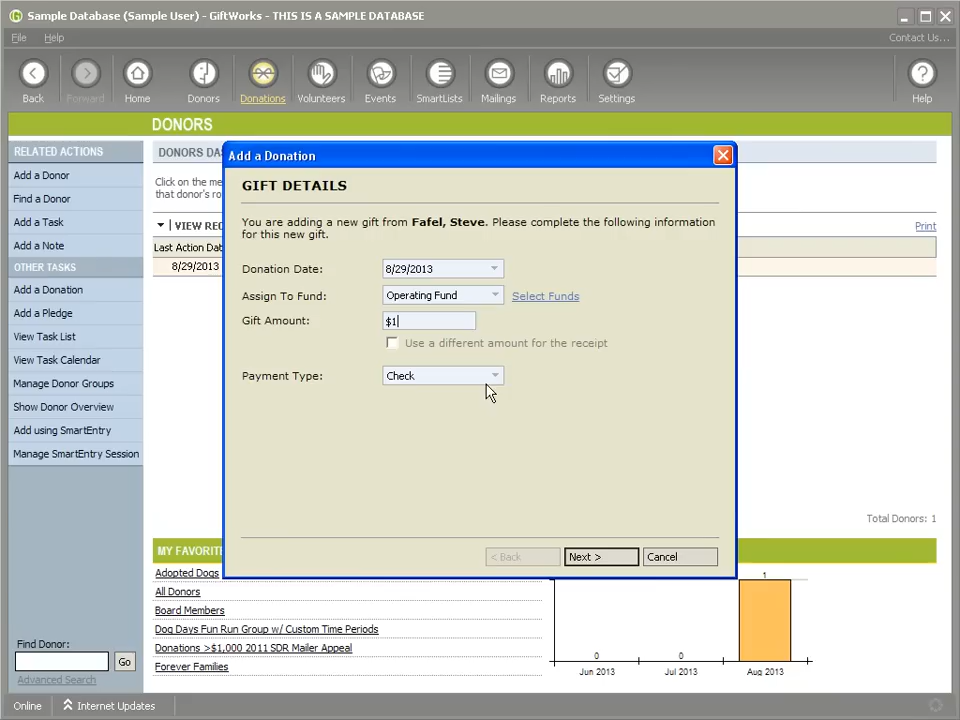 Sample Database (Sample User) - GiftWorks - THIS IS A SAMPLE DATABASE
File Help Contact Us...
Back Forward Home Donors Donations Volunteers Events SmartLists Mailings Reports Settings Help
DONORS
RELATED ACTIONS
Add a Donor
Find a Donor
Add a Task
Add a Note
OTHER TASKS
Add a Donation
Add a Pledge
View Task List
View Task Calendar
Manage Donor Groups
Show Donor Overview
Add using SmartEntry
Manage SmartEntry Session
Find Donor:
Go
Advanced Search
DONORS DA
Click on the me
that donor's ro
VIEW REC
Print
Last Action Dat
8/29/2013
Add a Donation
GIFT DETAILS
You are adding a new gift from Fafel, Steve. Please complete the following information
for this new gift.
Donation Date: 8/29/2013
Assign To Fund: Operating Fund Select Funds
Gift Amount: $1
Use a different amount for the receipt
Payment Type: Check
< Back Next > Cancel
Total Donors: 1
MY FAVORIT
Adopted Dogs
All Donors
Board Members
Dog Days Fun Run Group w/ Custom Time Periods
Donations >$1,000 2011 SDR Mailer Appeal
Forever Families
1
0 0
Jun 2013 Jul 2013 Aug 2013
Online Internet Updates